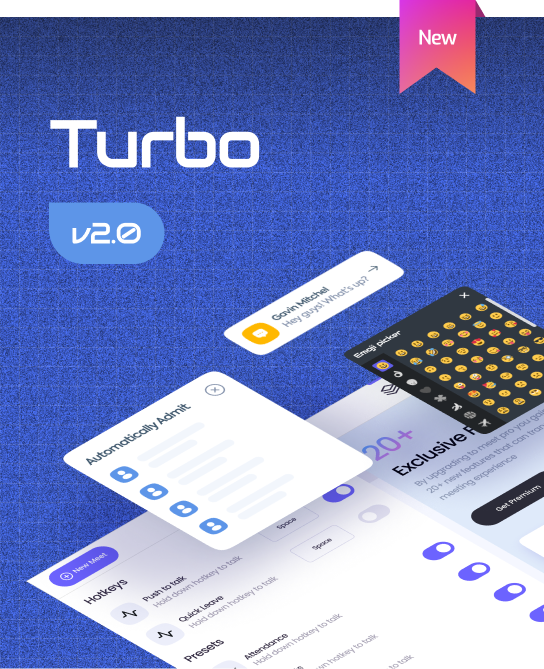 New
Turbo
v2.0
Gavin Mitchel
Hey guys! What's up?
Emoji picker
Automatically Admit
20+
Exclusive
By upgrading to meet pro you
20+ new features that can
meeting experience
Get Premium
New Meet
Hotkeys
Push to talk
Hold down hotkey to talk
Space
Quick Leave
Hold down hotkey to talk
Space
Presets
Attendance
Hold down hotkey to talk